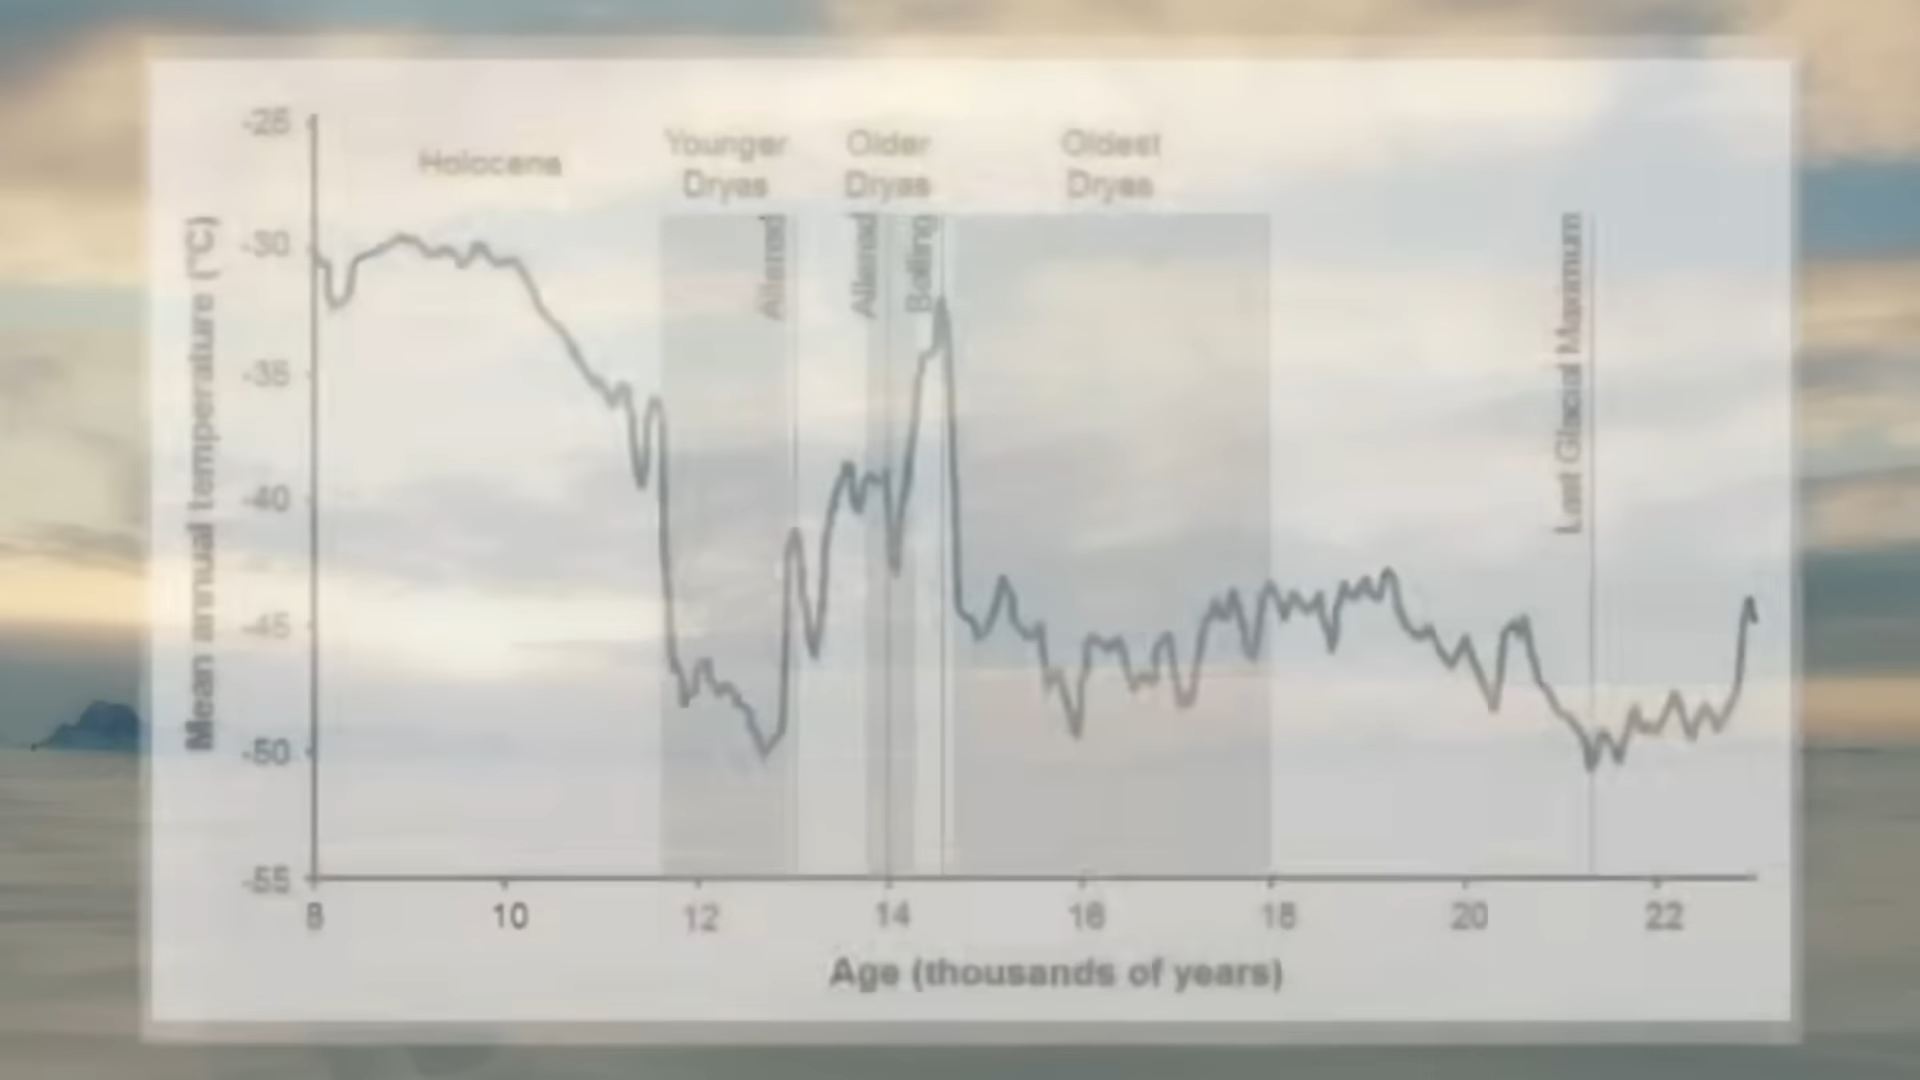 Mean annual temperature (°C)
-25
-30
-35
-40
-45
-50
-55
Holocene
Younger
Dryas
Older
Dryas
Oldest
Dryas
Allerød
Allerød
Bølling
Last Glacial Maximum
8
10
12
14
16
18
20
22
Age (thousands of years)